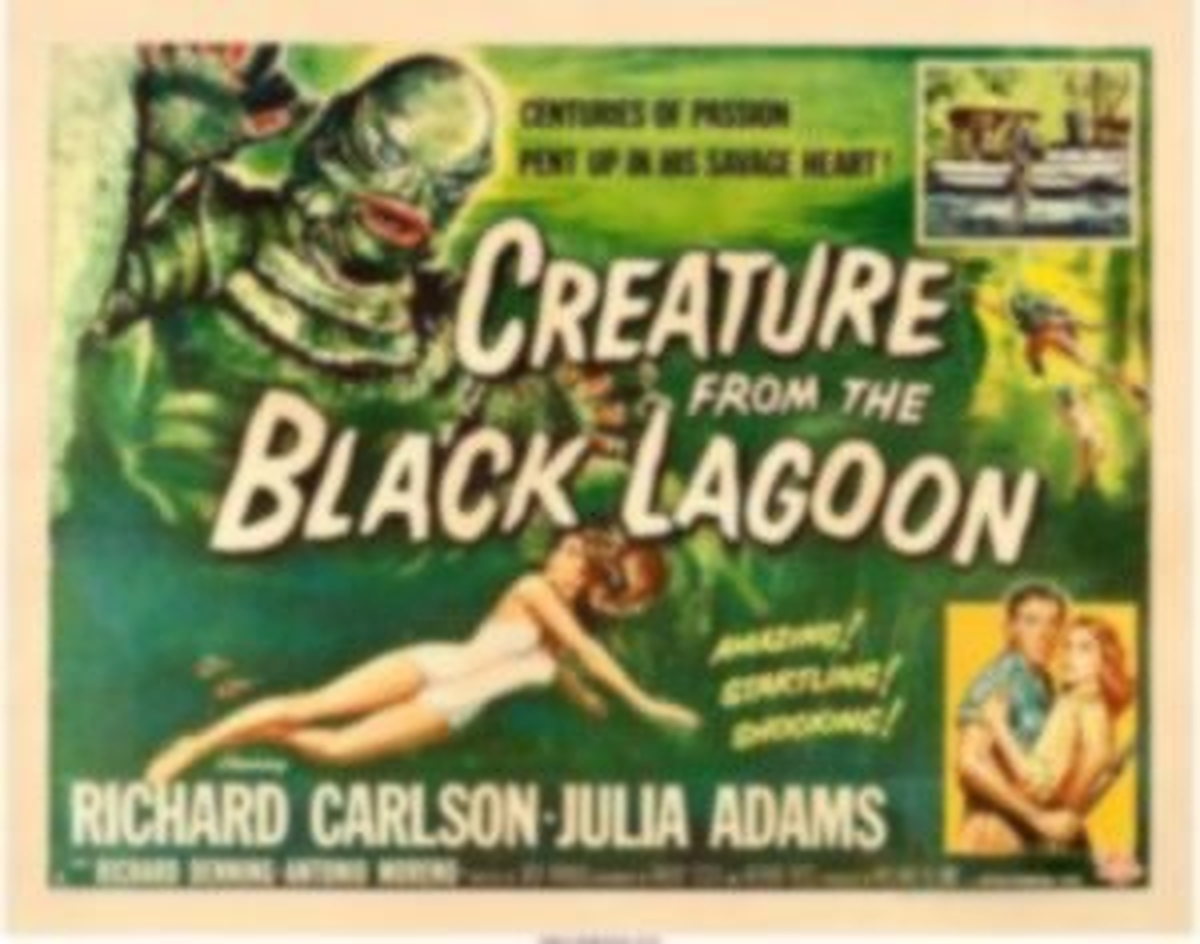 CENTURIES OF PASSION
PENT UP IN HIS SAVAGE HEART!
CREATURE
FROM THE
BLACK LAGOON
AMAZING!
STARTLING!
SHOCKING!
Starring
RICHARD CARLSON · JULIA ADAMS
RICHARD DENNING · ANTONIO MORENO